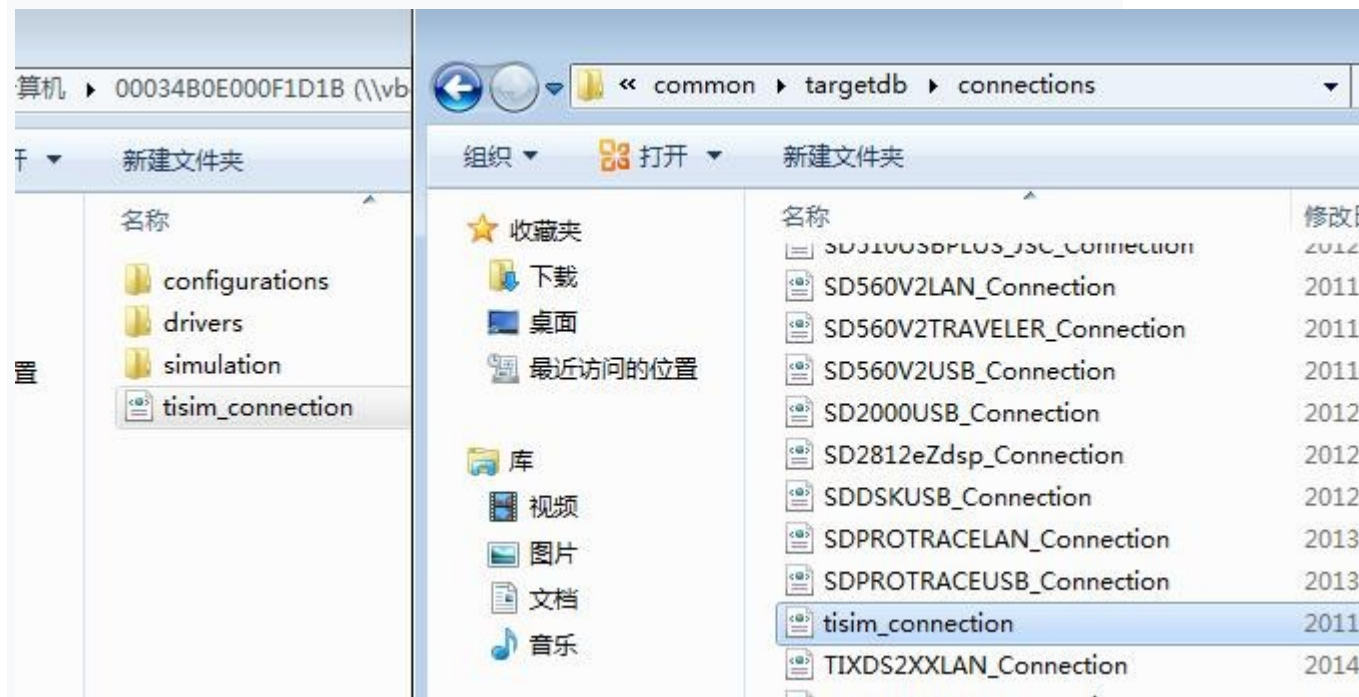 算机 ▸ 00034B0E000F1D1B (\\vb
开 新建文件夹
名称
configurations
drivers
simulation
tisim_connection
置
« common ▸ targetdb ▸ connections
组织 打开 新建文件夹
收藏夹
下载
桌面
最近访问的位置
库
视频
图片
文档
音乐
名称 修改日
SD510USBPLUS_JSC_Connection 2012
SD560V2LAN_Connection 2011
SD560V2TRAVELER_Connection 2011
SD560V2USB_Connection 2011
SD2000USB_Connection 2012
SD2812eZdsp_Connection 2012
SDDSKUSB_Connection 2012
SDPROTRACELAN_Connection 2013
SDPROTRACEUSB_Connection 2013
tisim_connection 2011
TIXDS2XXLAN_Connection 2014